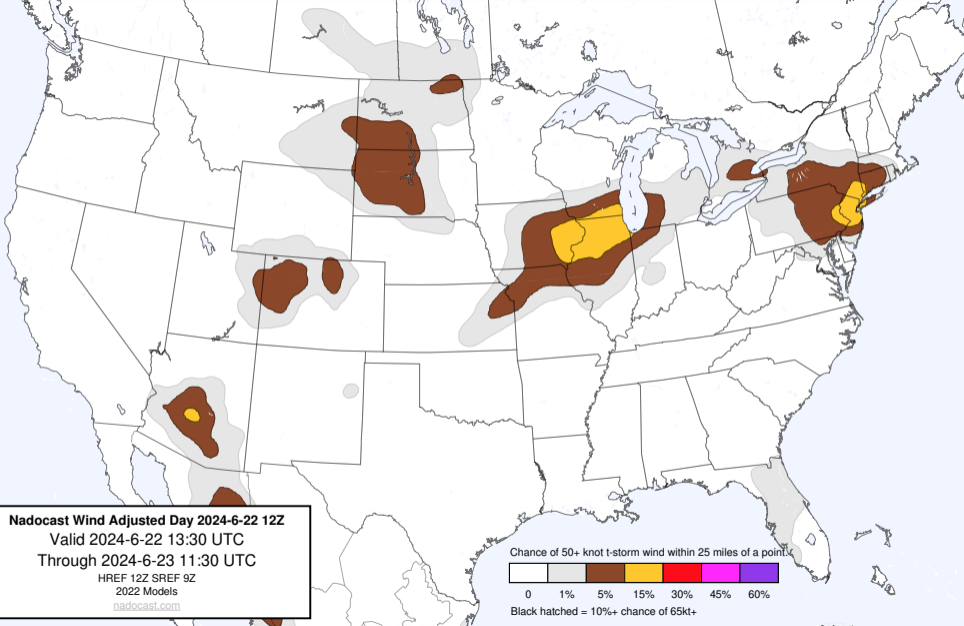 Nadocast Wind Adjusted Day 2024-6-22 12Z
Valid 2024-6-22 13:30 UTC
Through 2024-6-23 11:30 UTC
HREF 12Z SREF 9Z
2022 Models
nadocast.com
Chance of 50+ knot t-storm wind within 25 miles of a point.
0 1% 5% 15% 30% 45% 60%
Black hatched = 10%+ chance of 65kt+